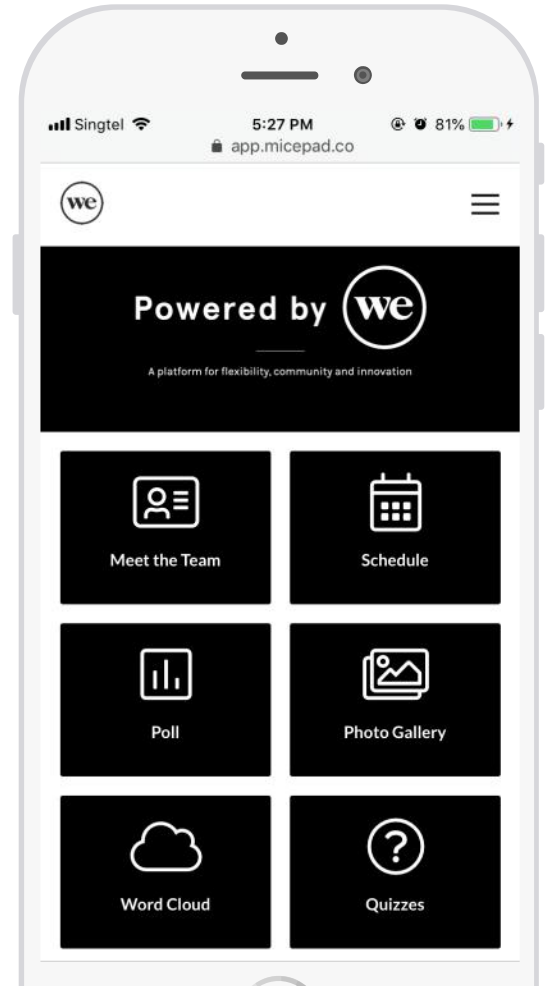 Singtel 5:27 PM 81%
app.micepad.co
we
Powered by we
A platform for flexibility, community and innovation
Meet the Team Schedule
Poll Photo Gallery
Word Cloud Quizzes